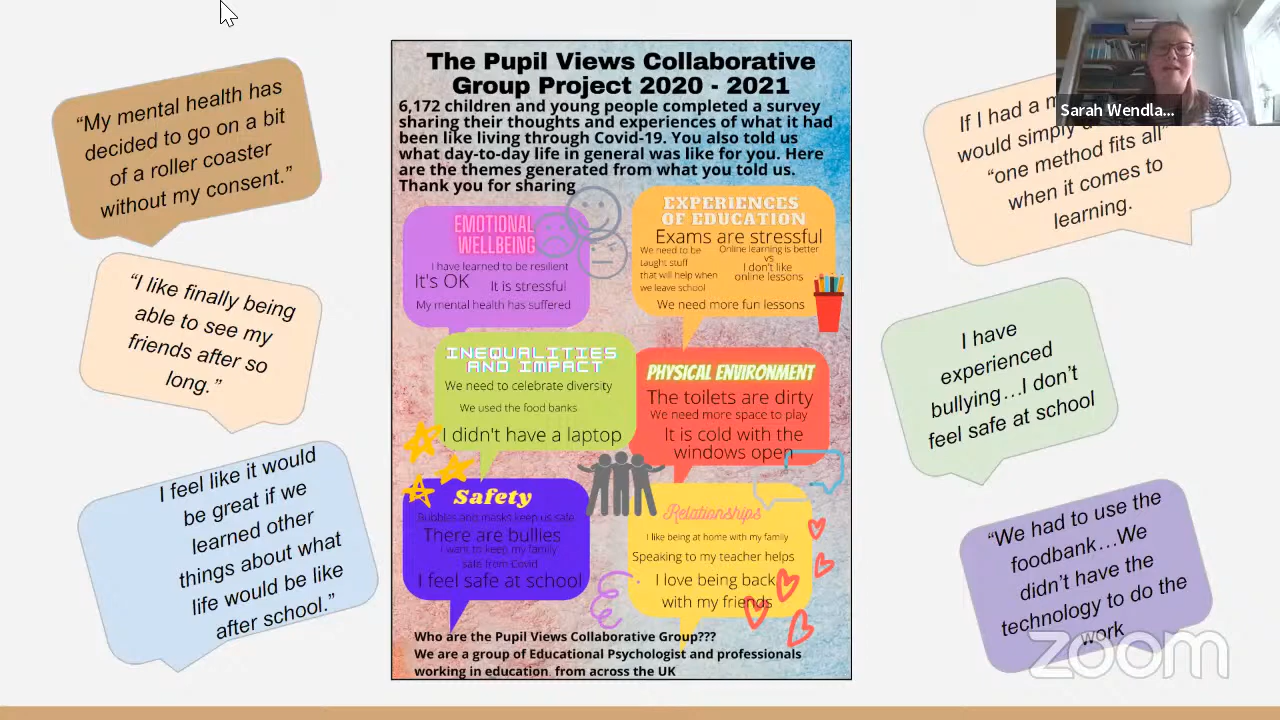 “My mental health has
decided to go on a bit
of a roller coaster
without my consent.”
“I like finally being
able to see my
friends after so
long.”
I feel like it would
be great if we
learned other
things about what
life would be like
after school.”
The Pupil Views Collaborative
Group Project 2020 - 2021
6,172 children and young people completed a survey
sharing their thoughts and experiences of what it had
been like living through Covid-19. You also told us
what day-to-day life in general was like for you. Here
are the themes generated from what you told us.
Thank you for sharing
EMOTIONAL
WELLBEING
I have learned to be resilient
It's OK
It is stressful
My mental health has suffered
EXPERIENCES
OF EDUCATION
Exams are stressful
We need to be
taught stuff
that will help when
we leave school
Online learning is better
vs
I don't like
online lessons
We need more fun lessons
INEQUALITIES
AND IMPACT
We need to celebrate diversity
We used the food banks
I didn't have a laptop
PHYSICAL ENVIRONMENT
The toilets are dirty
We need more space to play
It is cold with the
windows open
Safety
Bubbles and masks keep us safe
There are bullies
I want to keep my family
safe from Covid
I feel safe at school
Relationships
I like being at home with my family
Speaking to my teacher helps
I love being back
with my friends
Who are the Pupil Views Collaborative Group???
We are a group of Educational Psychologist and professionals
working in education from across the UK
Sarah Wendla...
If I had a
would simply
“one method fits all”
when it comes to
learning.
I have
experienced
bullying…I don’t
feel safe at school
“We had to use the
foodbank…We
didn’t have the
technology to do the
work
zoom